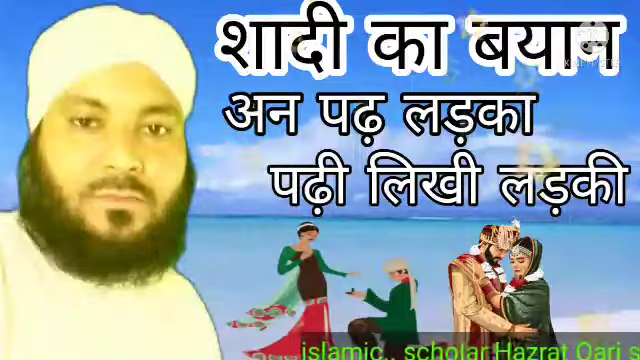 शादी का बयान
अन पढ़ लड़का
पढ़ी लिखी लड़की
islamic.. scholar Hazrat Qari s